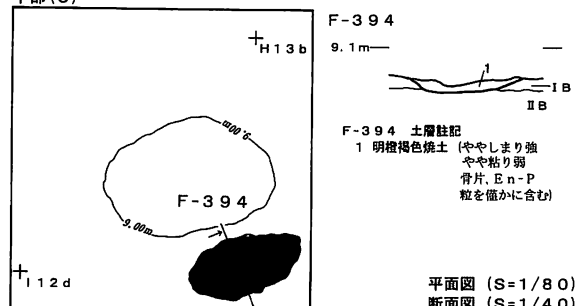 F-394
9.1m
H13b
1
IB
IIB
9.00m
F-394 土層註記
1 明橙褐色焼土 (ややしまり強
やや粘り弱
骨片，En-P
粒を僅かに含む)
F-394
9.00m
I12d
平面図 (S=1/80)
断面図 (S=1/40)